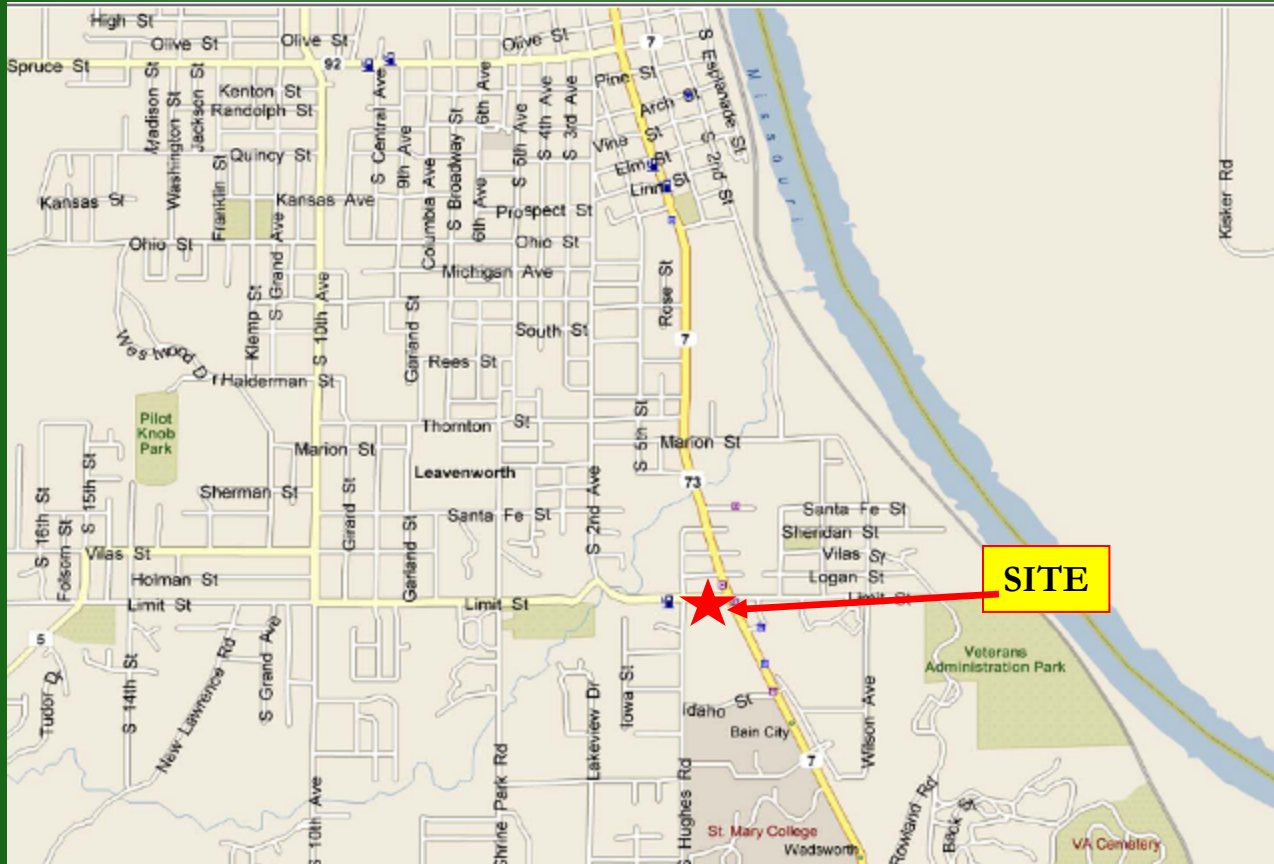 High St
Olive St
Olive St
Olive St
7
S Esplanade St
Spruce St
92
Pine St
Missouri
Madison St
Washington St
Jackson St
Kenton St
Randolph St
S Central Ave
9th Ave
6th Ave
S 5th Ave
S 4th Ave
S 3rd Ave
Arch St
Vine St
Elm St
Linn St
S 2nd St
Kisker Rd
Quincy St
Franklin St
Columbia Ave
S Broadway St
6th Ave
Kansas St
Kansas Ave
Prospect St
Ohio St
S Grand Ave
Ohio St
Michigan Ave
Klemp St
S 10th Ave
Garland St
South St
Rose St
7
Westwood Dr
Rees St
Halderman St
Pilot
Knob
Park
Thornton St
S 5th St
Marion St
Marion St
Leavenworth
S 15th St
S 16th St
Sherman St
Girard St
73
Santa Fe St
S 2nd Ave
Santa Fe St
Sheridan St
Folsom St
Vilas St
Garland St
Vilas St
Holman St
Logan St
SITE
Limit St
Limit St
Limit St
5
Veterans
Administration Park
Tudor D
S 14th St
New Lawrence Rd
S Grand Ave
Lakeview Dr
Iowa St
Idaho St
Bain City
Wilson Ave
7
S 10th Ave
Shrine Park Rd
S Hughes Rd
St. Mary College
Wadsworth
Rowland Rd
Back St
VA Cemetery